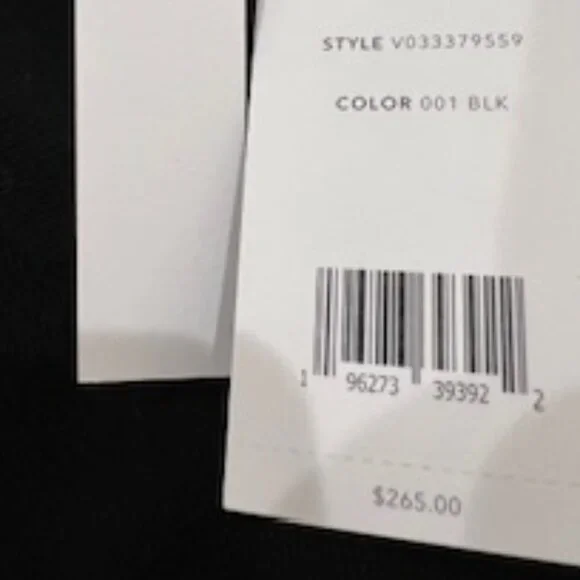 STYLE V033379559
COLOR 001 BLK
1 96273 39392 2
$265.00